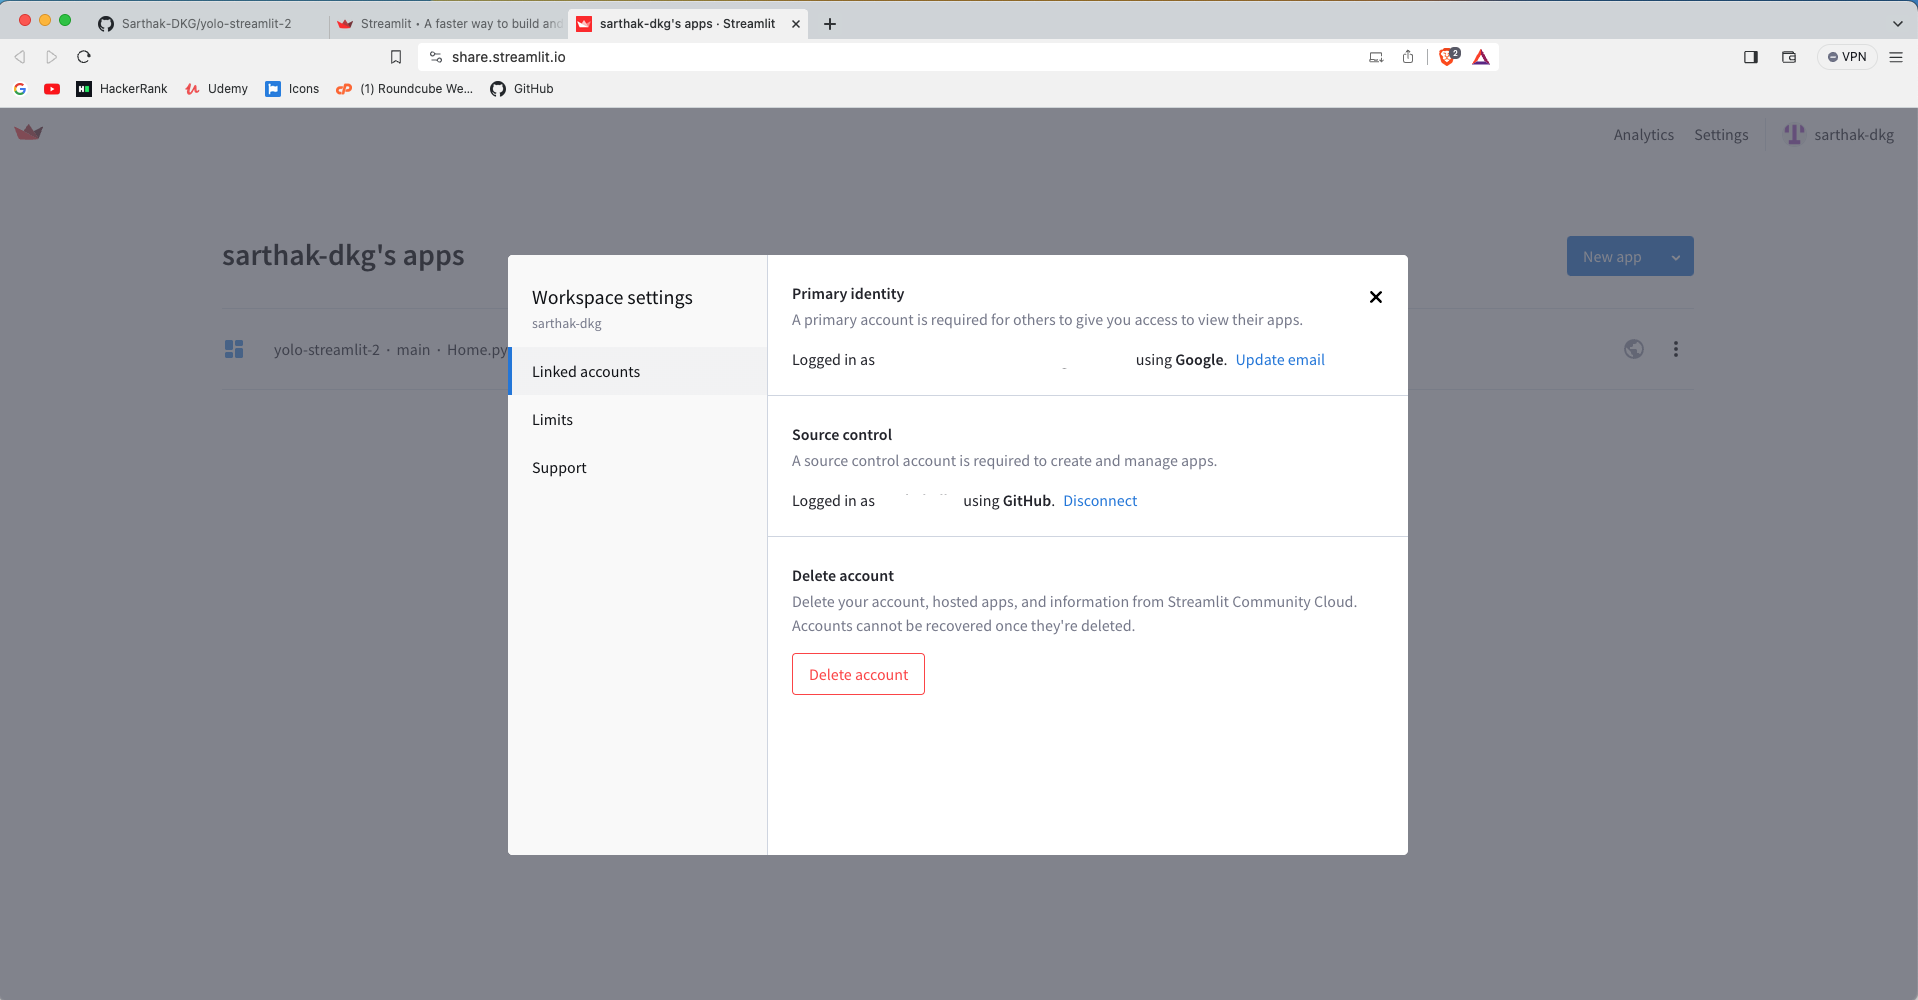 Sarthak-DKG/yolo-streamlit-2
Streamlit • A faster way to build and
sarthak-dkg's apps · Streamlit
share.streamlit.io
2
VPN
HackerRank
Udemy
Icons
(1) Roundcube We...
GitHub
Analytics
Settings
sarthak-dkg
sarthak-dkg's apps
New app
yolo-streamlit-2 · main · Home.py
Workspace settings
sarthak-dkg
Linked accounts
Limits
Support
Primary identity
A primary account is required for others to give you access to view their apps.
Logged in as using Google. Update email
Source control
A source control account is required to create and manage apps.
Logged in as using GitHub. Disconnect
Delete account
Delete your account, hosted apps, and information from Streamlit Community Cloud.
Accounts cannot be recovered once they're deleted.
Delete account